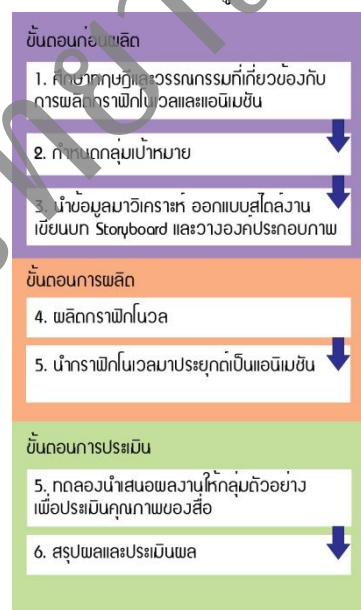 ขั้นตอนก่อนผลิต
1. ศึกษาทฤษฎีและวรรณกรรมที่เกี่ยวข้องกับ
การผลิตกราฟิกโนเวลและแอนิเมชัน
2. กำหนดกลุ่มเป้าหมาย
3. นำข้อมูลมาวิเคราะห์ ออกแบบสไตล์งาน
เขียนบท Storyboard และวางองค์ประกอบภาพ
ขั้นตอนการผลิต
4. ผลิตกราฟิกโนวล
5. นำกราฟิกโนเวลมาประยุกต์เป็นแอนิเมชัน
ขั้นตอนการประเมิน
5. ทดลองนำเสนอผลงานให้กลุ่มตัวอย่าง
เพื่อประเมินคุณภาพของสื่อ
6. สรุปผลและประเมินผล